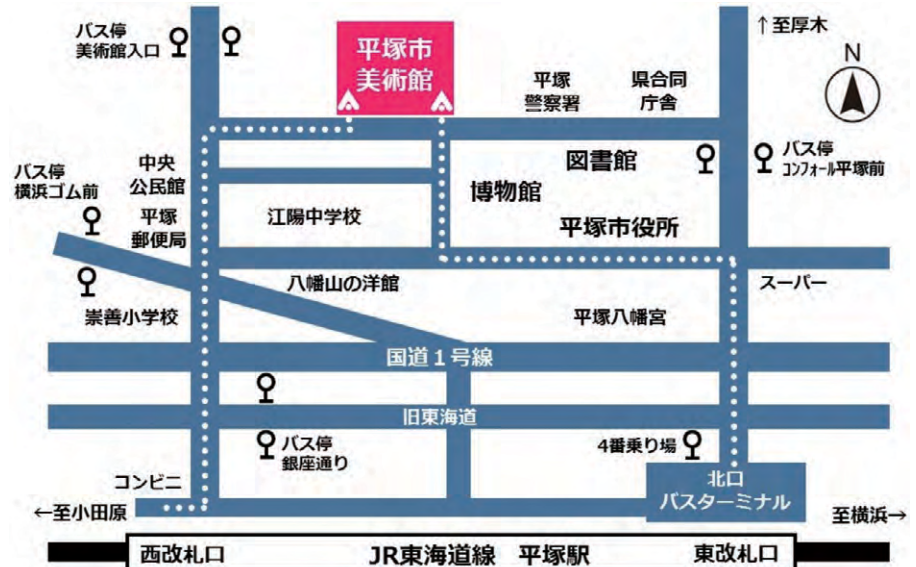 バス停
美術館入口
平塚市
美術館
↑至厚木
N
平塚
警察署
県合同
庁舎
中央
公民館
図書館
バス停
コンフォール平塚前
バス停
横浜ゴム前
博物館
平塚
郵便局
江陽中学校
平塚市役所
八幡山の洋館
スーパー
崇善小学校
平塚八幡宮
国道1号線
旧東海道
バス停
銀座通り
4番乗り場
コンビニ
北口
バスターミナル
←至小田原
至横浜→
西改札口
JR東海道線 平塚駅
東改札口